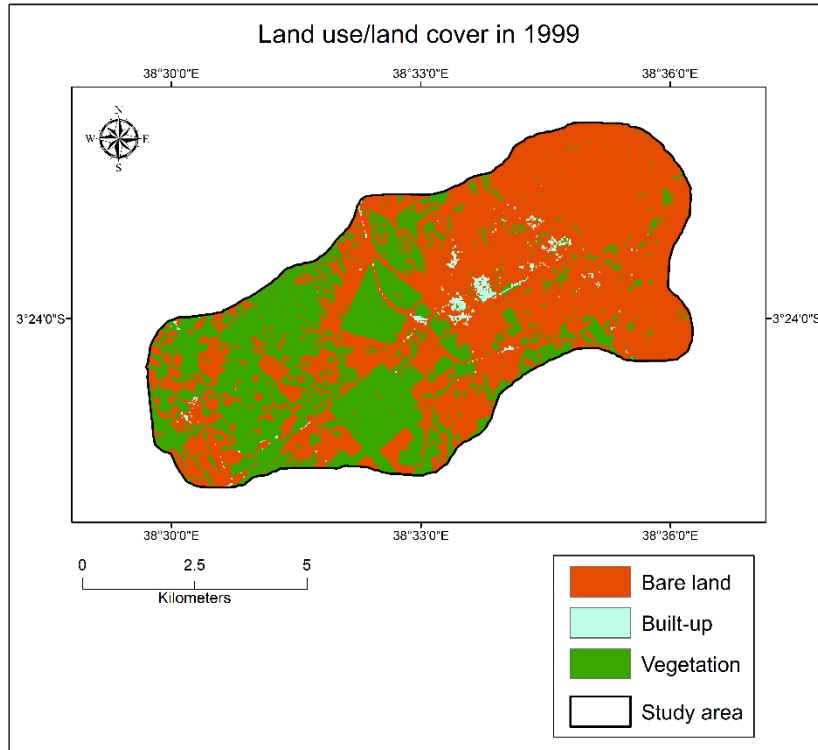 Land use/land cover in 1999
38°30'0"E 38°33'0"E 38°36'0"E
N
W E
S
3°24'0"S 3°24'0"S
38°30'0"E 38°33'0"E 38°36'0"E
0 2.5 5
Kilometers
Bare land
Built-up
Vegetation
Study area